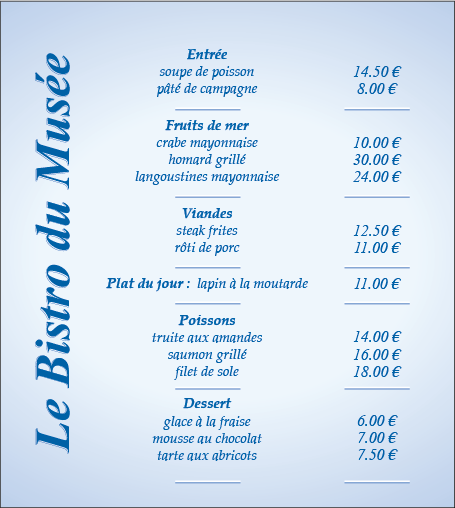 Le Bistro du Musée
Entrée
soupe de poisson 14.50 €
pâté de campagne 8.00 €
Fruits de mer
crabe mayonnaise 10.00 €
homard grillé 30.00 €
langoustines mayonnaise 24.00 €
Viandes
steak frites 12.50 €
rôti de porc 11.00 €
Plat du jour : lapin à la moutarde 11.00 €
Poissons
truite aux amandes 14.00 €
saumon grillé 16.00 €
filet de sole 18.00 €
Dessert
glace à la fraise 6.00 €
mousse au chocolat 7.00 €
tarte aux abricots 7.50 €